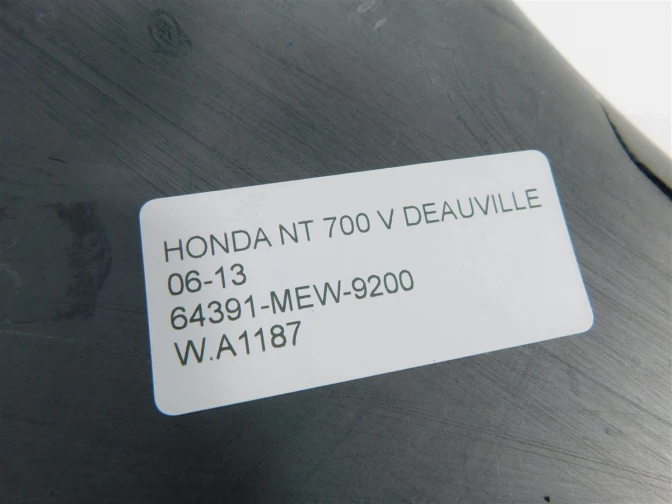 HONDA NT 700 V DEAUVILLE
06-13
64391-MEW-9200
W.A1187